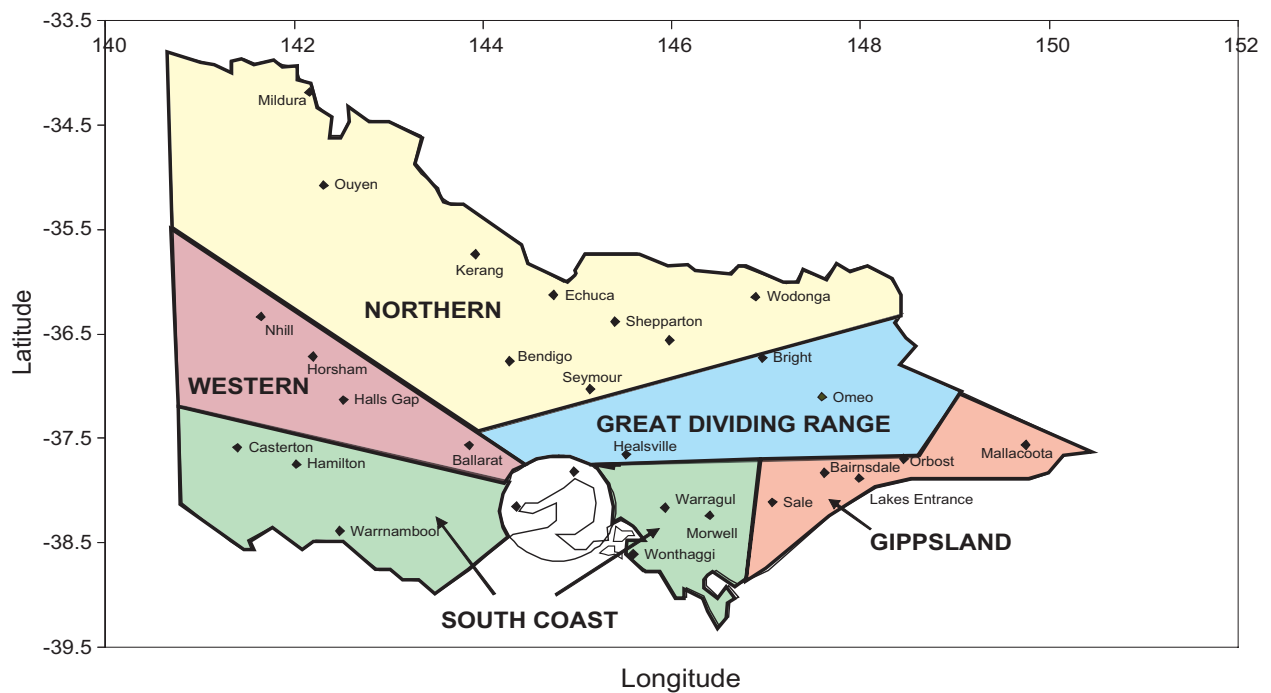 -33.5
140
142
144
146
148
150
152
Mildura
-34.5
Ouyen
-35.5
Kerang
Echuca
Wodonga
NORTHERN
Shepparton
Latitude
-36.5
Nhill
Bendigo
Bright
Horsham
Seymour
WESTERN
Halls Gap
Omeo
GREAT DIVIDING RANGE
-37.5
Casterton
Healsville
Ballarat
Hamilton
Orbost
Mallacoota
Bairnsdale
Warragul
Sale
Lakes Entrance
Warrnambool
Morwell
-38.5
GIPPSLAND
Wonthaggi
SOUTH COAST
-39.5
Longitude